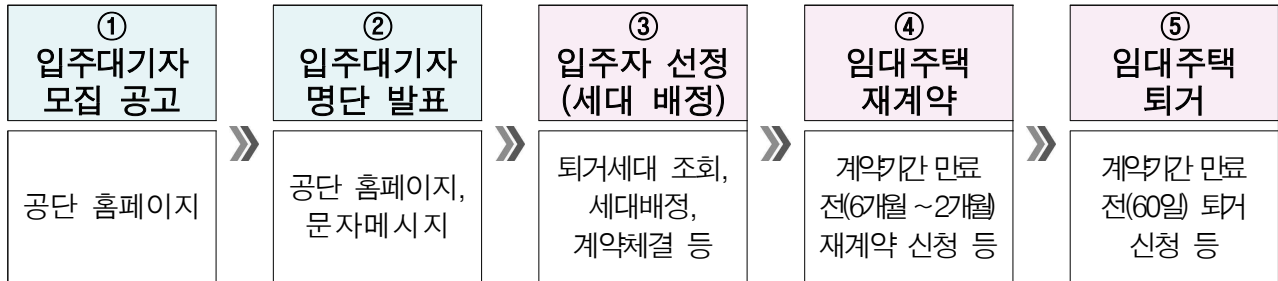 ①
입주대기자
모집 공고
공단 홈페이지
②
입주대기자
명단 발표
공단 홈페이지,
문자메시지
③
입주자 선정
(세대 배정)
퇴거세대 조회,
세대배정,
계약체결 등
④
임대주택
재계약
계약기간 만료
전(6개월 ~ 2개월)
재계약 신청 등
⑤
임대주택
퇴거
계약기간 만료
전(60일) 퇴거
신청 등